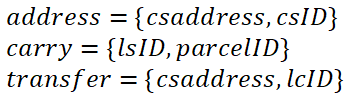 address = {csaddress, csID}
carry = {lsID, parcelID}
transfer = {csaddress, lcID}